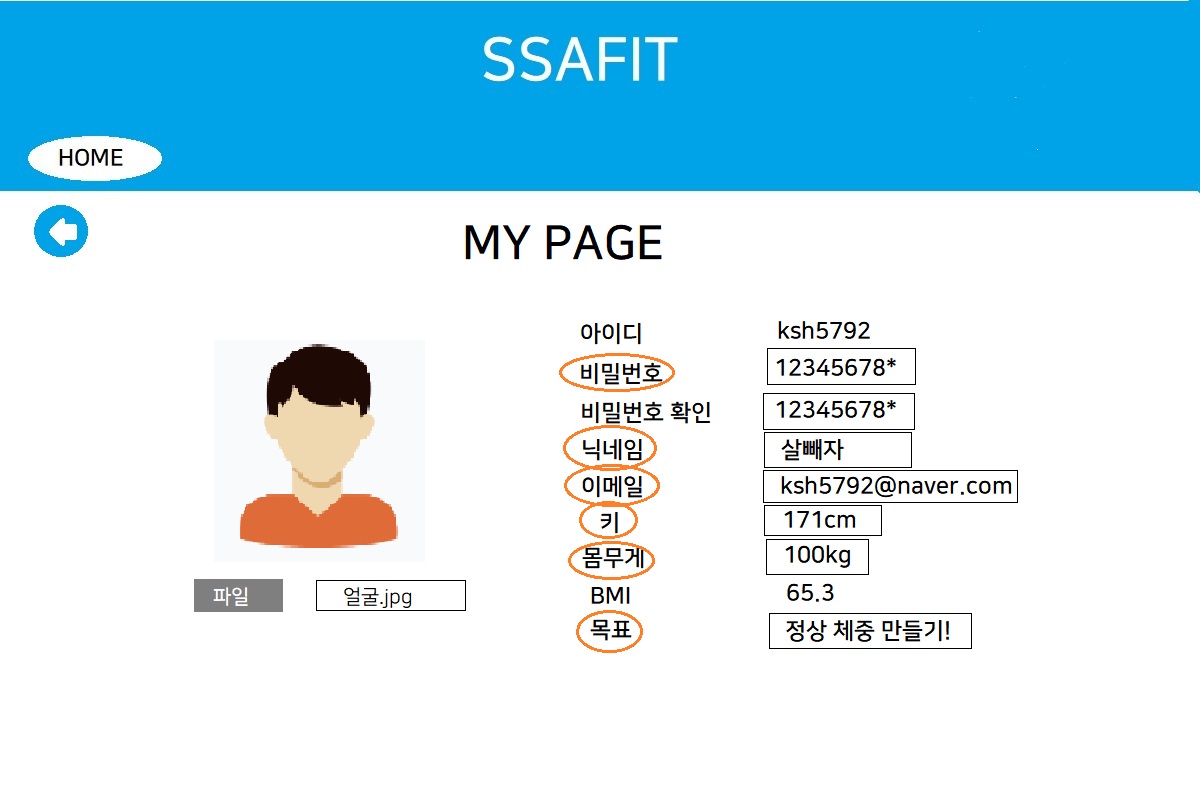 SSAFIT
HOME
MY PAGE
아이디 ksh5792
비밀번호 12345678*
비밀번호 확인 12345678*
닉네임 살빼자
이메일 ksh5792@naver.com
키 171cm
몸무게 100kg
BMI 65.3
목표 정상 체중 만들기!
파일 얼굴.jpg